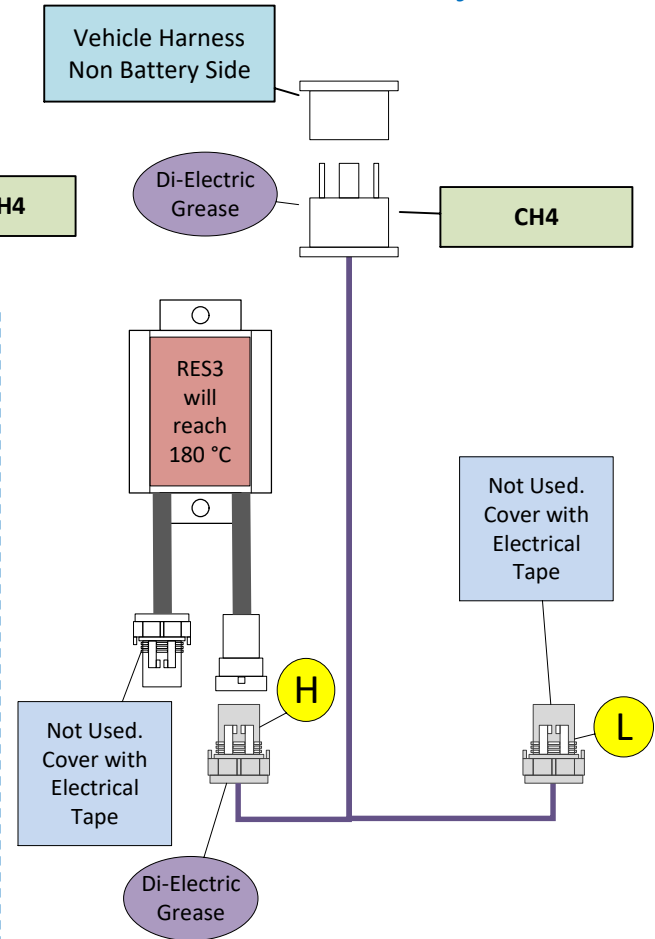 Vehicle Harness
Non Battery Side
Di-Electric
Grease
H4
CH4
RES3
will
reach
180 °C
Not Used.
Cover with
Electrical
Tape
H
L
Not Used.
Cover with
Electrical
Tape
Di-Electric
Grease